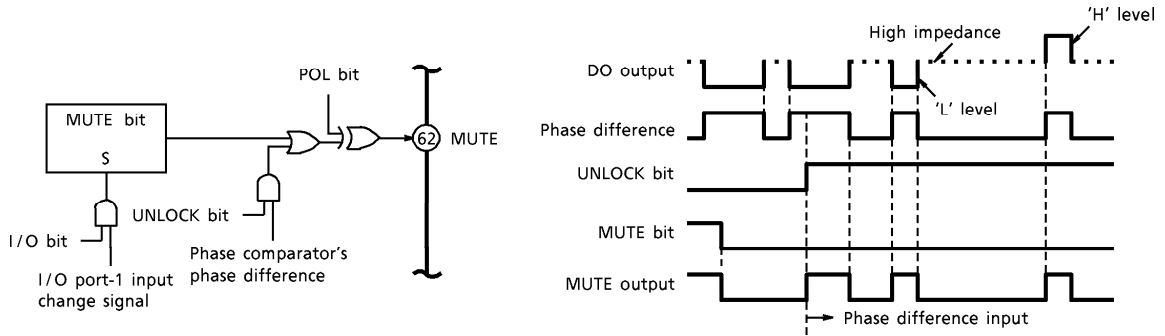 POL bit
MUTE bit
S
62
MUTE
UNLOCK bit
I/O bit
Phase comparator's
phase difference
I/O port-1 input
change signal
'H' level
High impedance
DO output
'L' level
Phase difference
UNLOCK bit
MUTE bit
MUTE output
Phase difference input